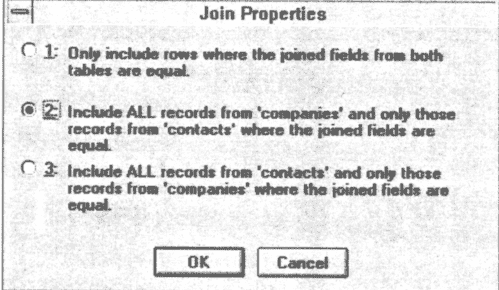 Join Properties
1: Only include rows where the joined fields from both
tables are equal.
2: Include ALL records from 'companies' and only those
records from 'contacts' where the joined fields are
equal.
3: Include ALL records from 'contacts' and only those
records from 'companies' where the joined fields are
equal.
OK Cancel